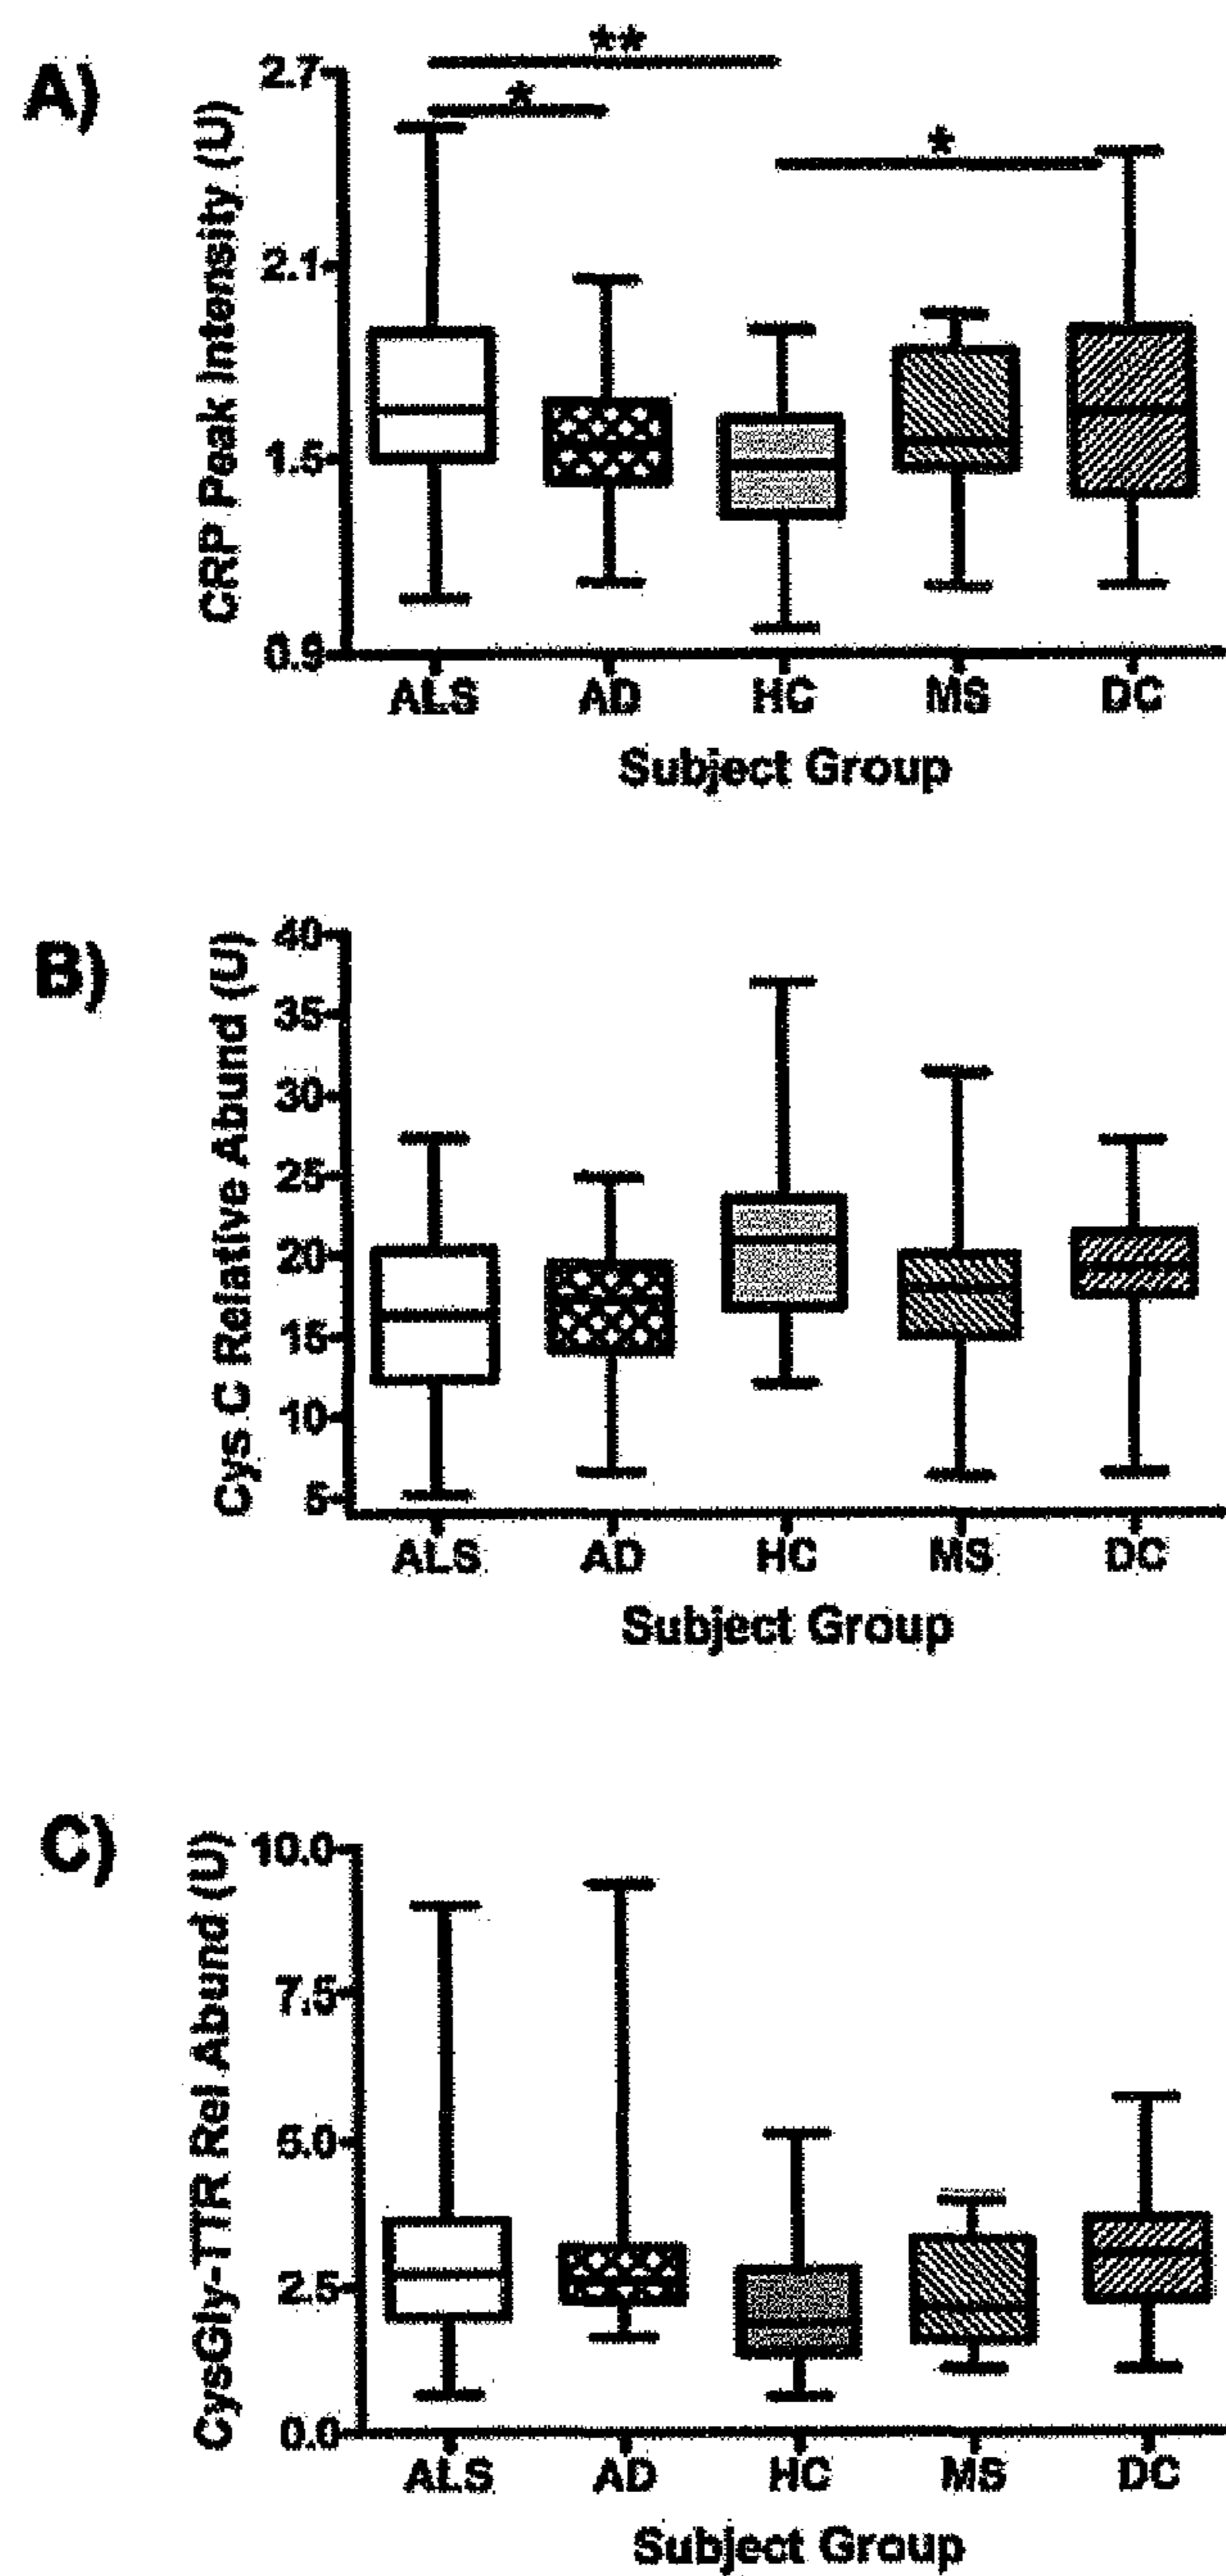 A)
CRP Peak Intensity (U)
2.7
2.1
1.5
0.9
**
*
*
ALS AD HC MS DC
Subject Group
B)
Cys C Relative Abund (U)
40
35
30
25
20
15
10
5
ALS AD HC MS DC
Subject Group
C)
CysGly-TTR Rel Abund (U)
10.0
7.5
5.0
2.5
0.0
ALS AD HC MS DC
Subject Group